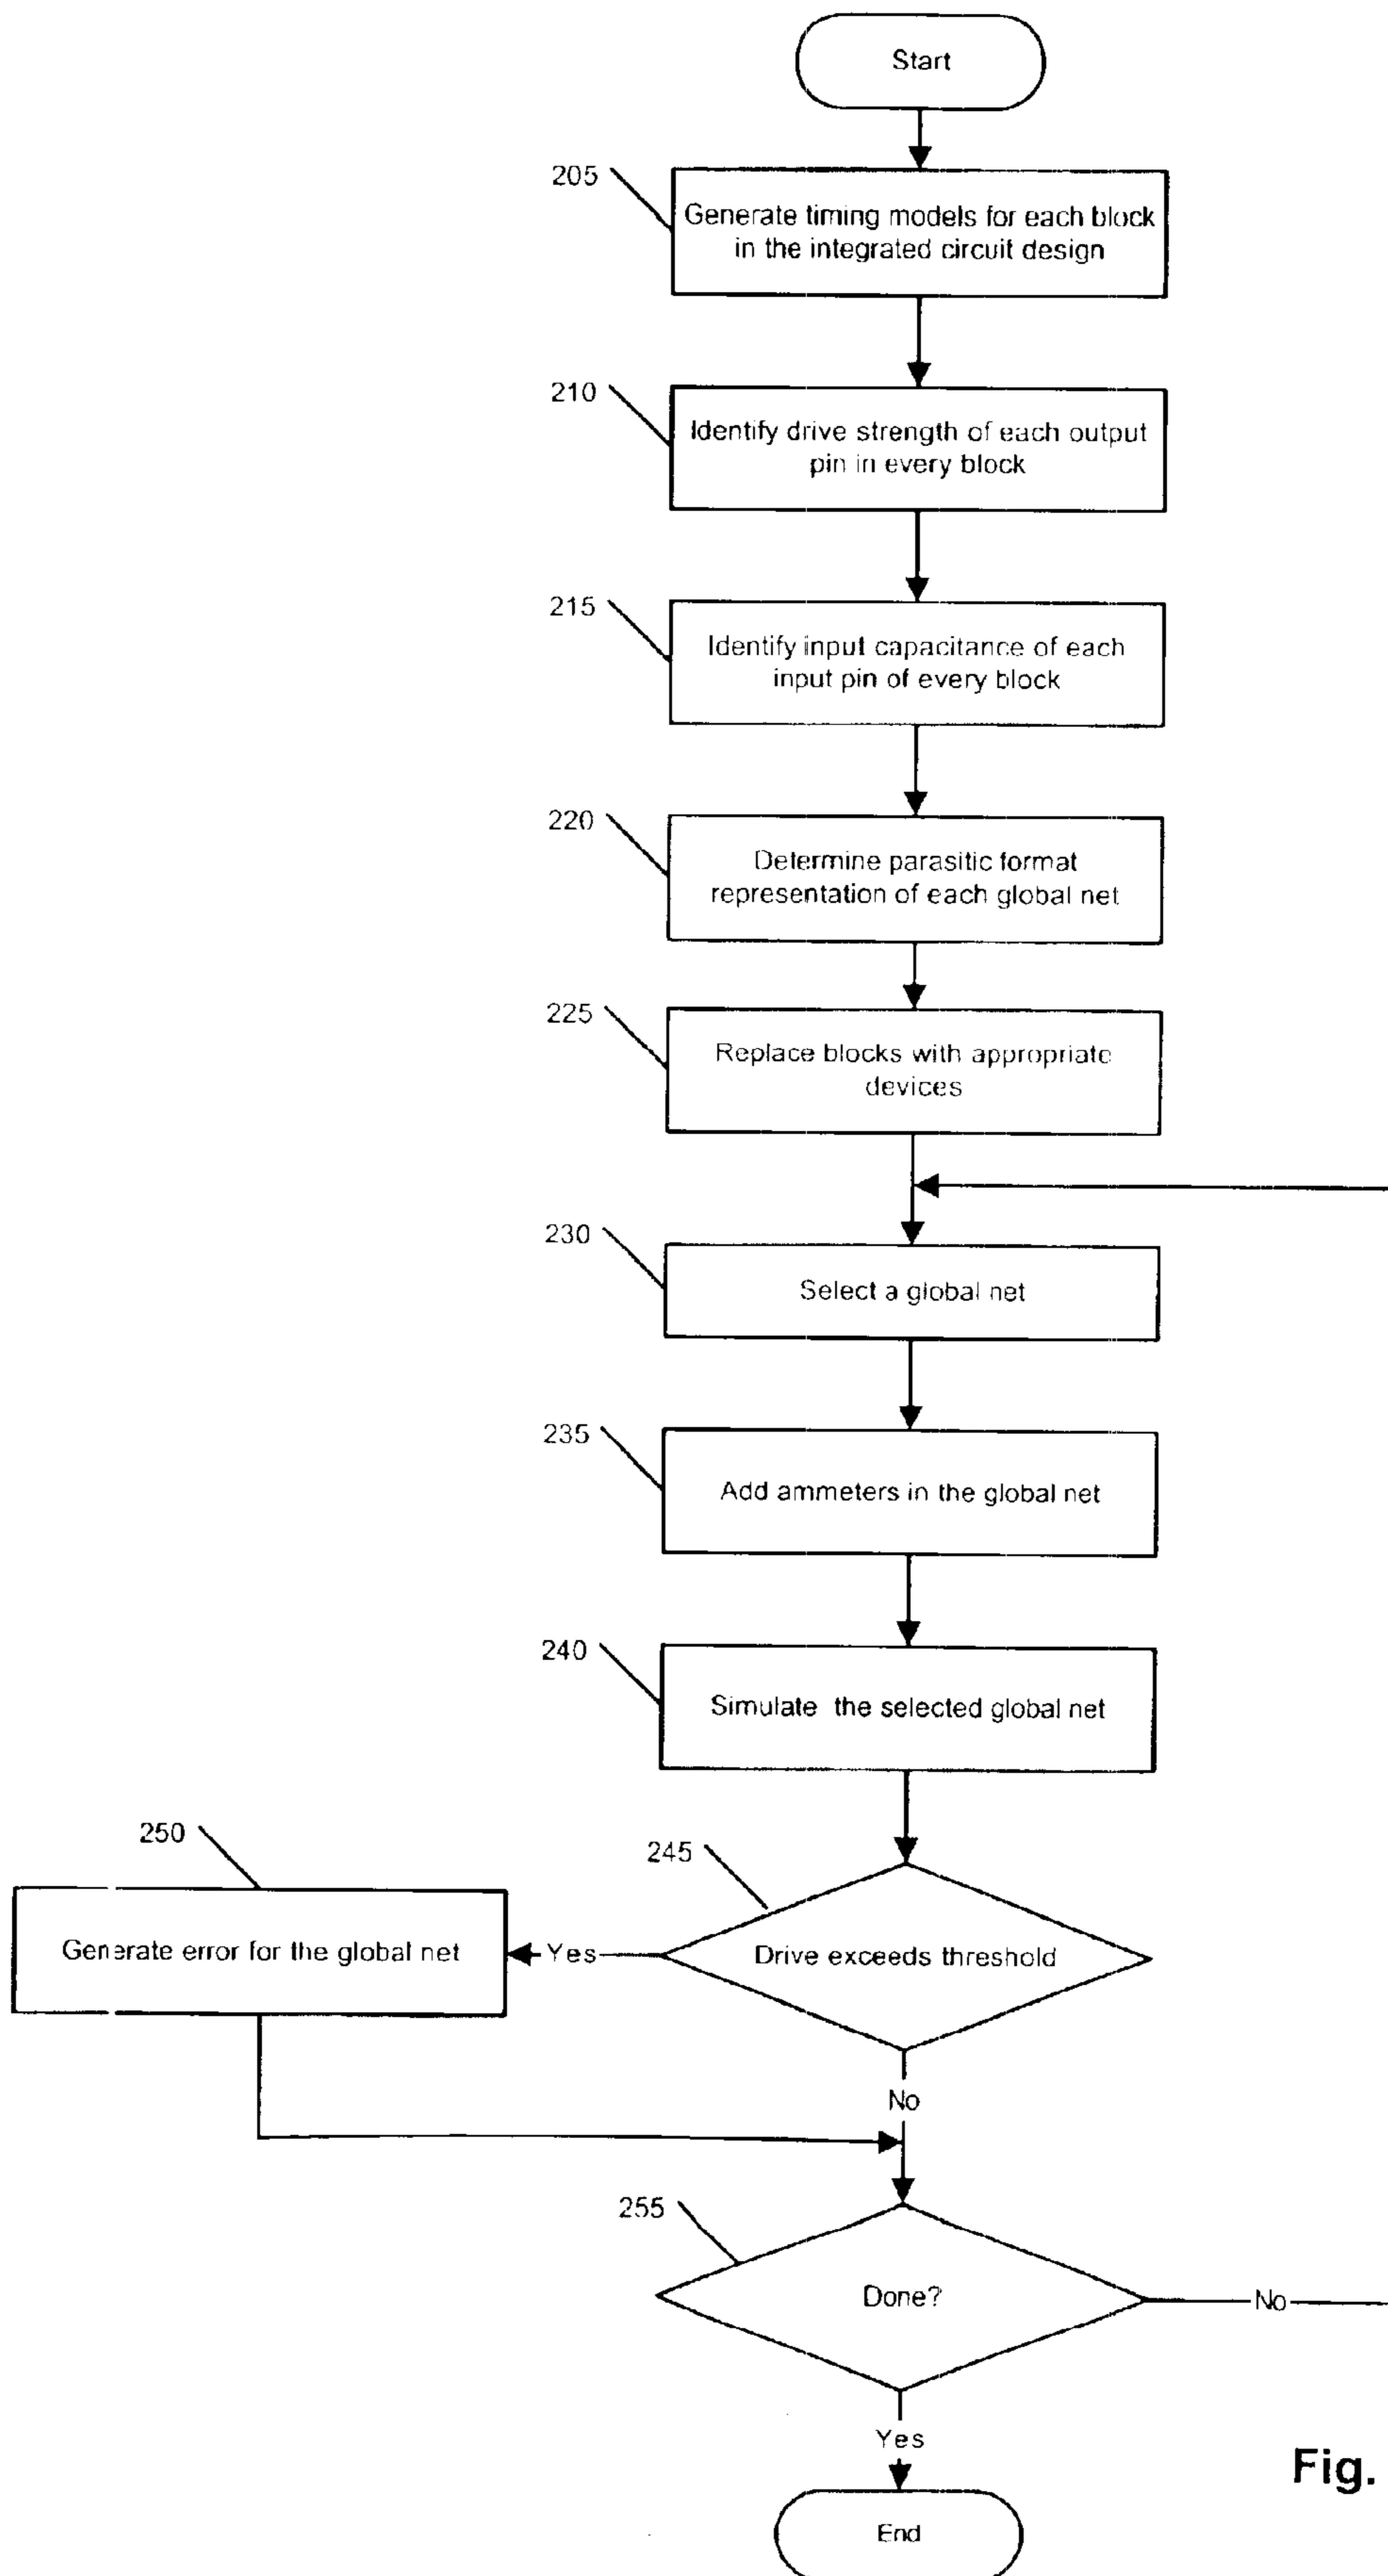 Start
205
Generate timing models for each block
in the integrated circuit design
210
Identify drive strength of each output
pin in every block
215
Identify input capacitance of each
input pin of every block
220
Determine parasitic format
representation of each global net
225
Replace blocks with appropriate
devices
230
Select a global net
235
Add ammeters in the global net
240
Simulate the selected global net
250
245
Generate error for the global net
Yes
Drive exceeds threshold
No
255
Done?
No
Yes
Fig.
End